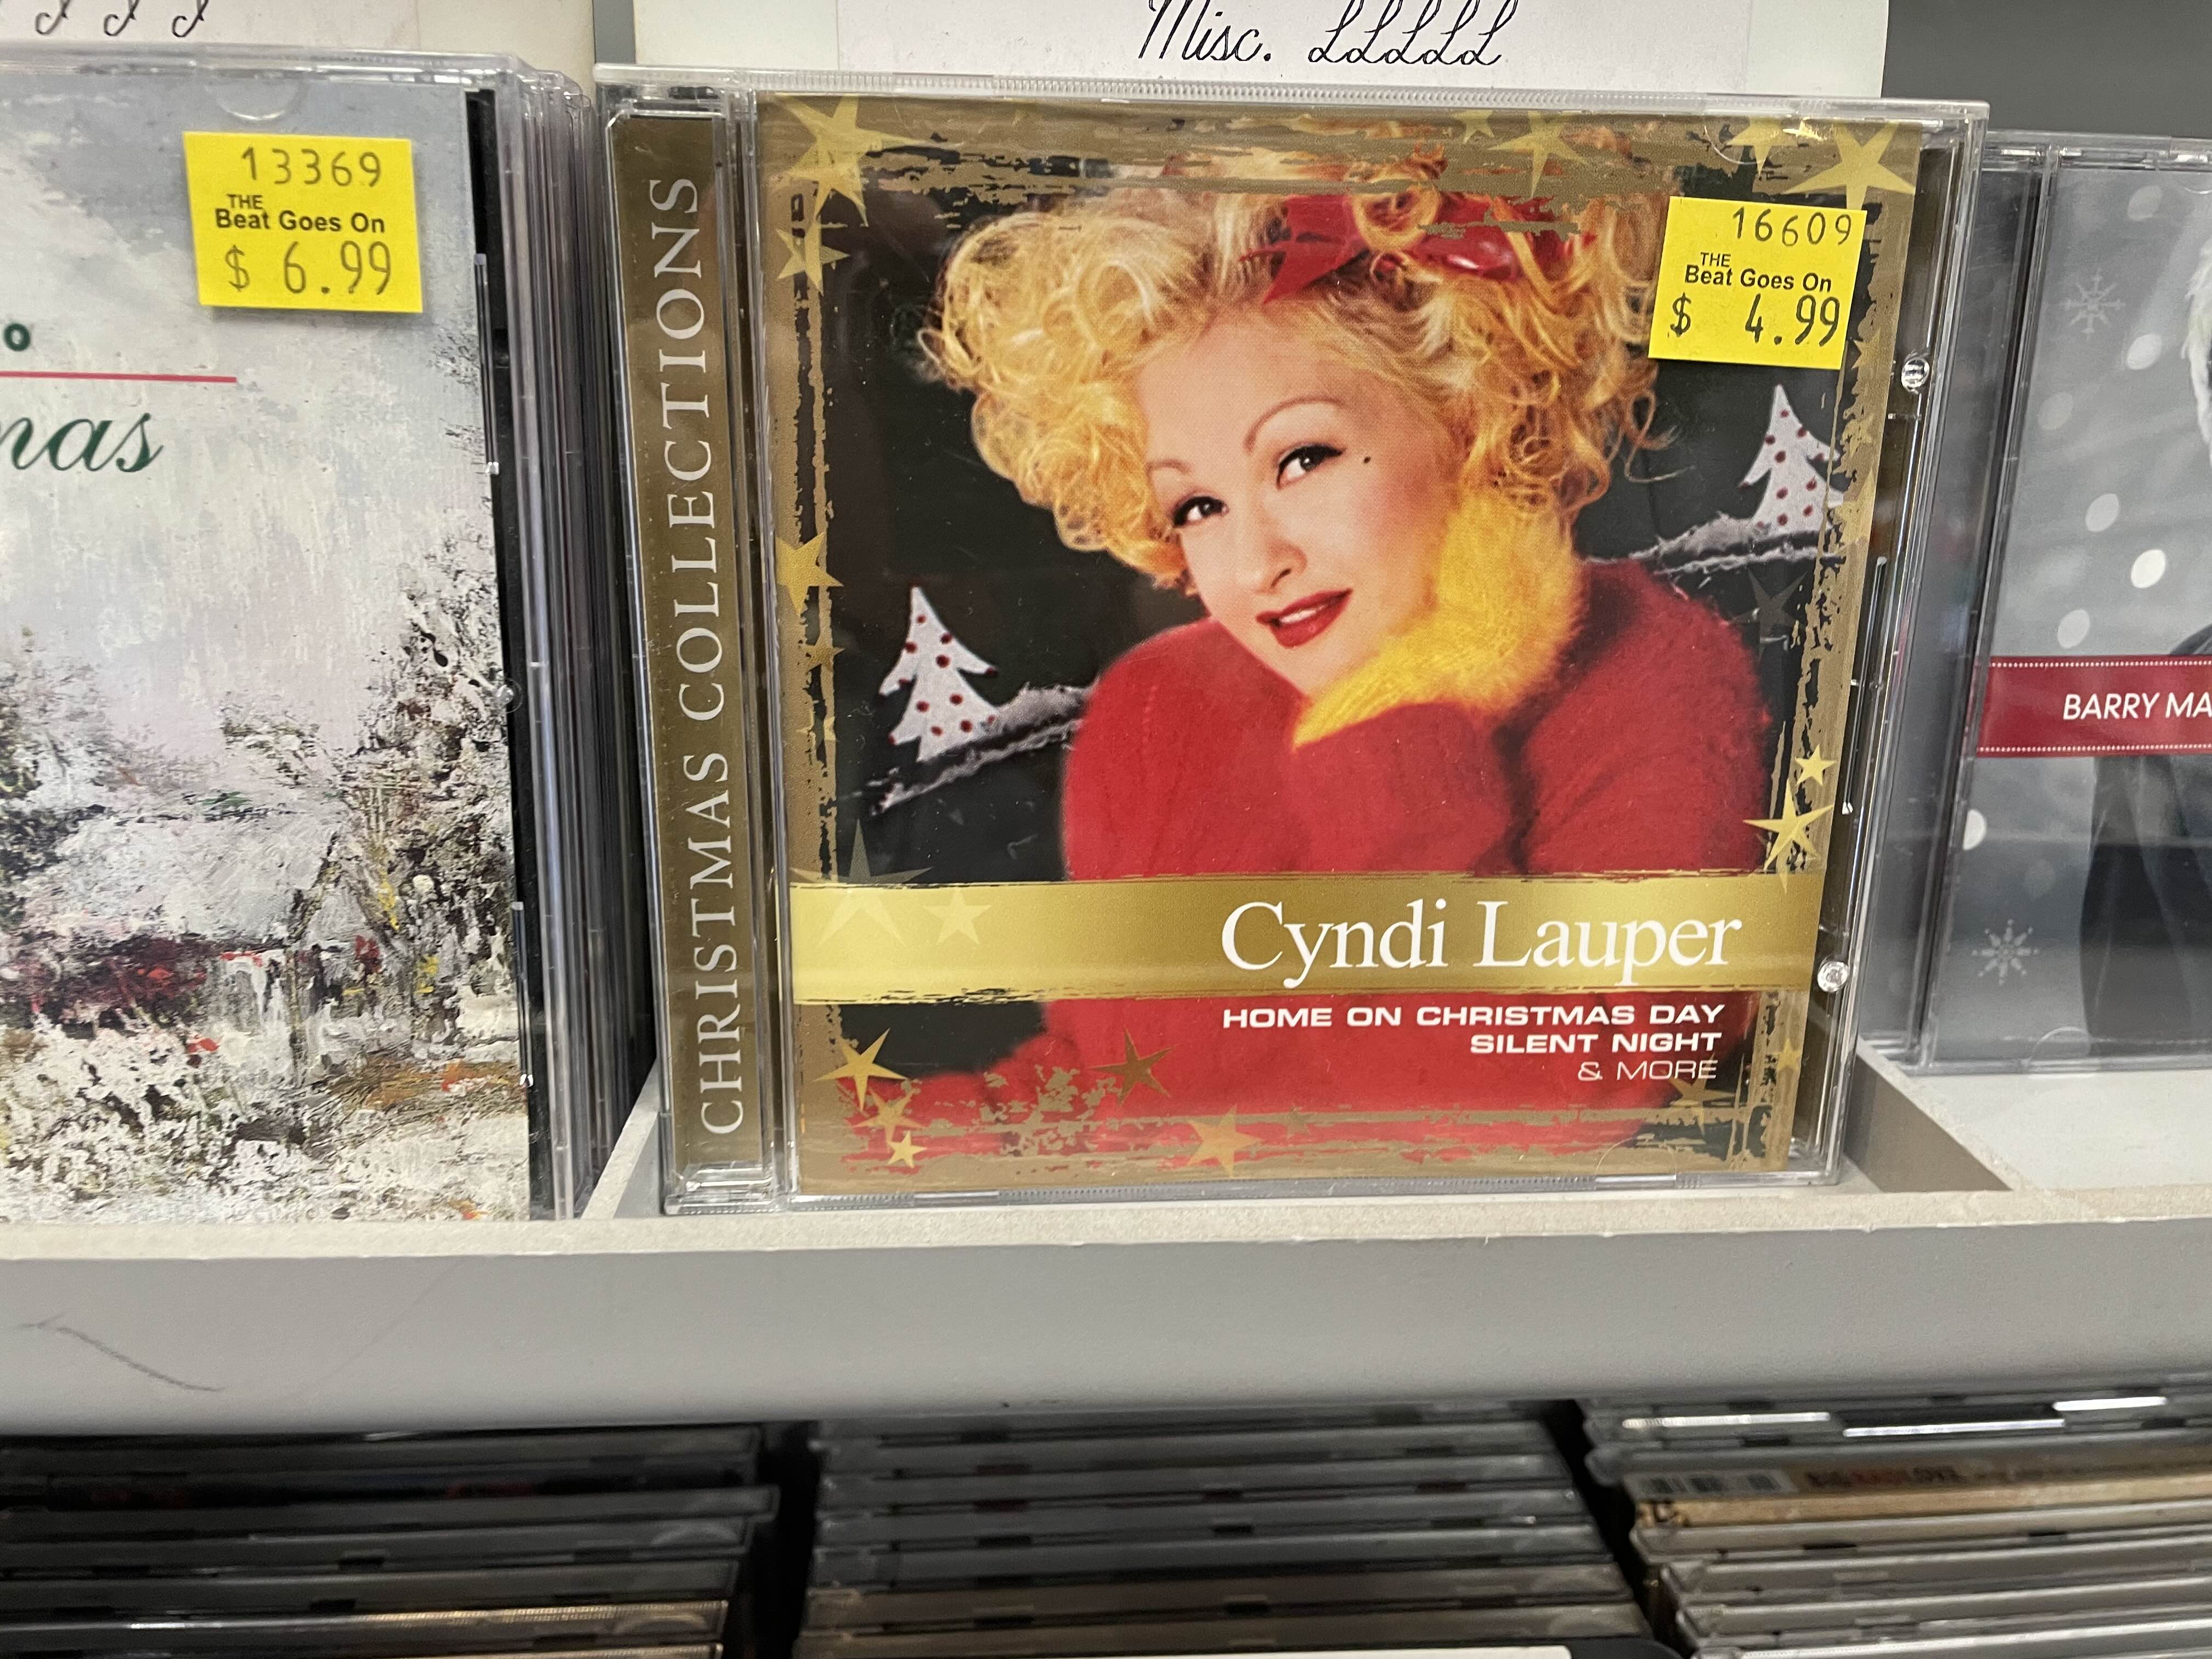 Misc. LLLLL
13369
THE
Beat Goes On
$ 6.99
mas
CHRISTMAS COLLECTIONS
16609
THE
Beat Goes On
$ 4.99
Cyndi Lauper
HOME ON CHRISTMAS DAY
SILENT NIGHT
& MORE
BARRY MA